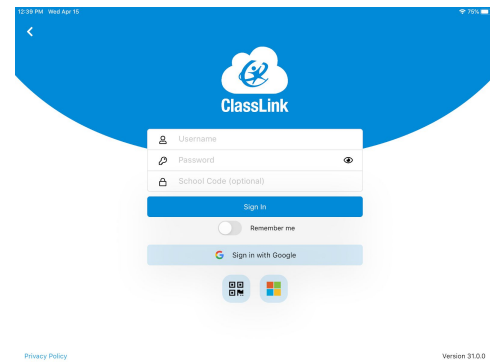 12:39 PM Wed Apr 15
75%
ClassLink
Username
Password
School Code (optional)
Sign In
Remember me
Sign in with Google
Privacy Policy
Version 31.0.0